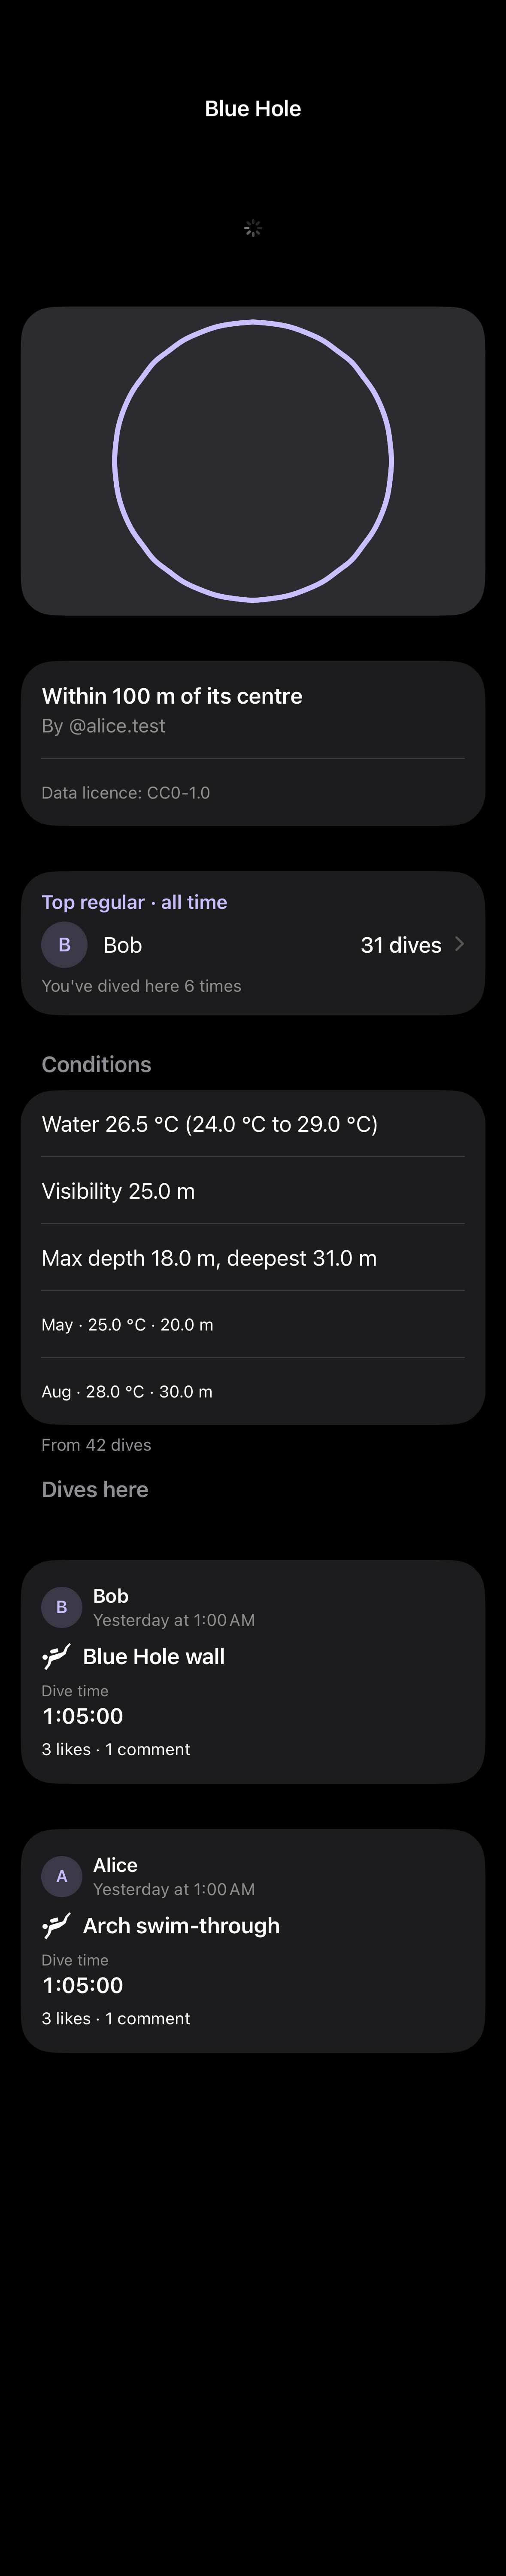 Blue Hole
Within 100 m of its centre
By @alice.test
Data licence: CC0-1.0
Top regular · all time
B
Bob
31 dives
You've dived here 6 times
Conditions
Water 26.5 °C (24.0 °C to 29.0 °C)
Visibility 25.0 m
Max depth 18.0 m, deepest 31.0 m
May · 25.0 °C · 20.0 m
Aug · 28.0 °C · 30.0 m
From 42 dives
Dives here
B
Bob
Yesterday at 1:00 AM
Blue Hole wall
Dive time
1:05:00
3 likes · 1 comment
A
Alice
Yesterday at 1:00 AM
Arch swim-through
Dive time
1:05:00
3 likes · 1 comment